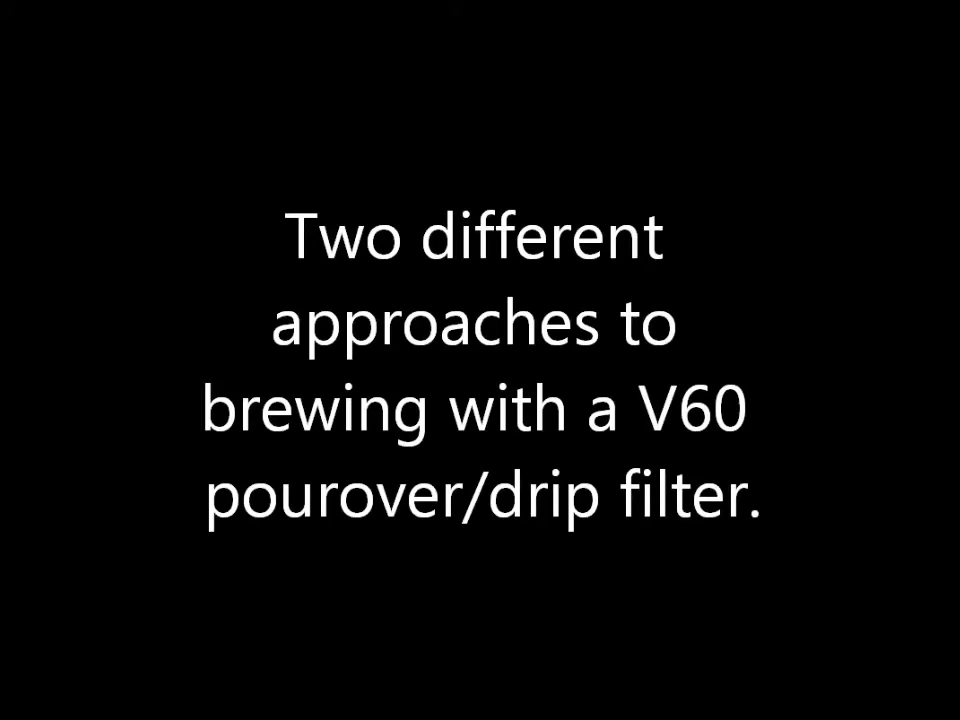 Two different
approaches to
brewing with a V60
pourover/drip filter.